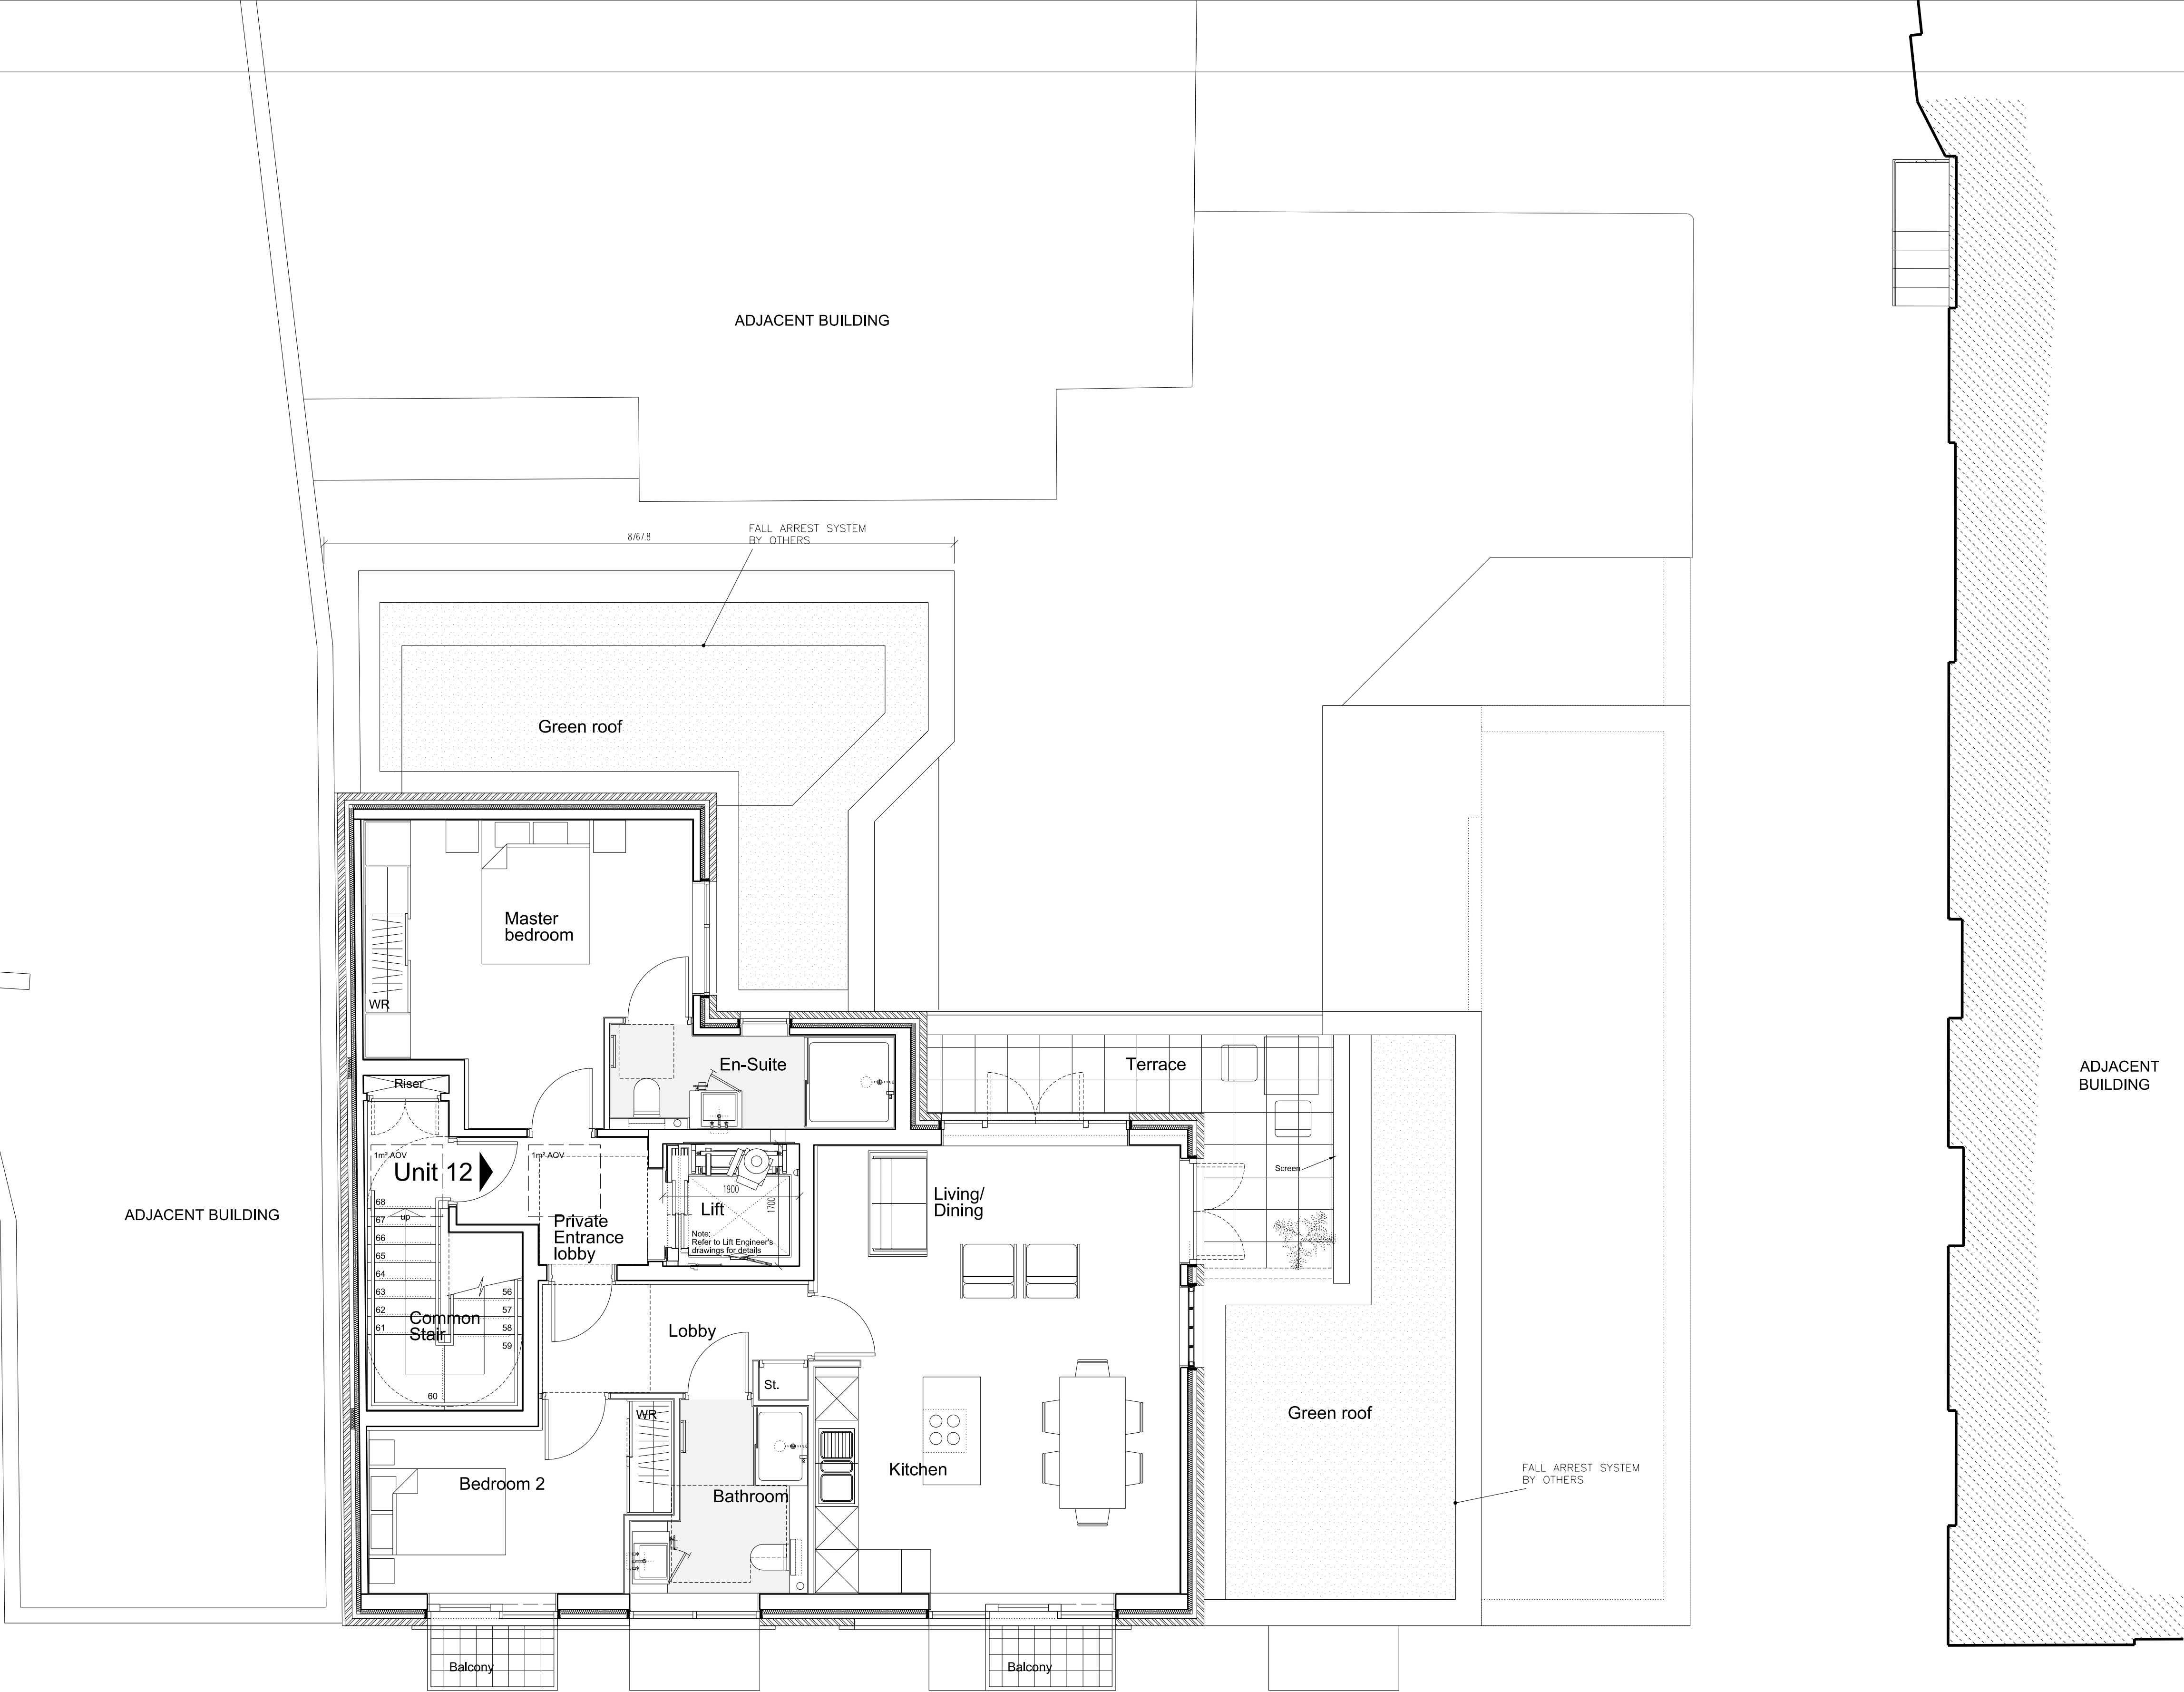 ADJACENT BUILDING
FALL ARREST SYSTEM
BY OTHERS
8767.8
Green roof
Master
bedroom
WR
En-Suite
Terrace
Riser
ADJACENT
BUILDING
1m² AOV
1m² AOV
Unit 12
Screen
1900
1700
Living/
Dining
Lift
68
up
67
66
65
64
63
62
61
Private
Entrance
lobby
Note:
Refer to Lift Engineer's
drawings for details
ADJACENT BUILDING
56
57
58
59
60
Common
Stair
Lobby
St.
WR
Green roof
Kitchen
Bedroom 2
Bathroom
FALL ARREST SYSTEM
BY OTHERS
Balcony
Balcony